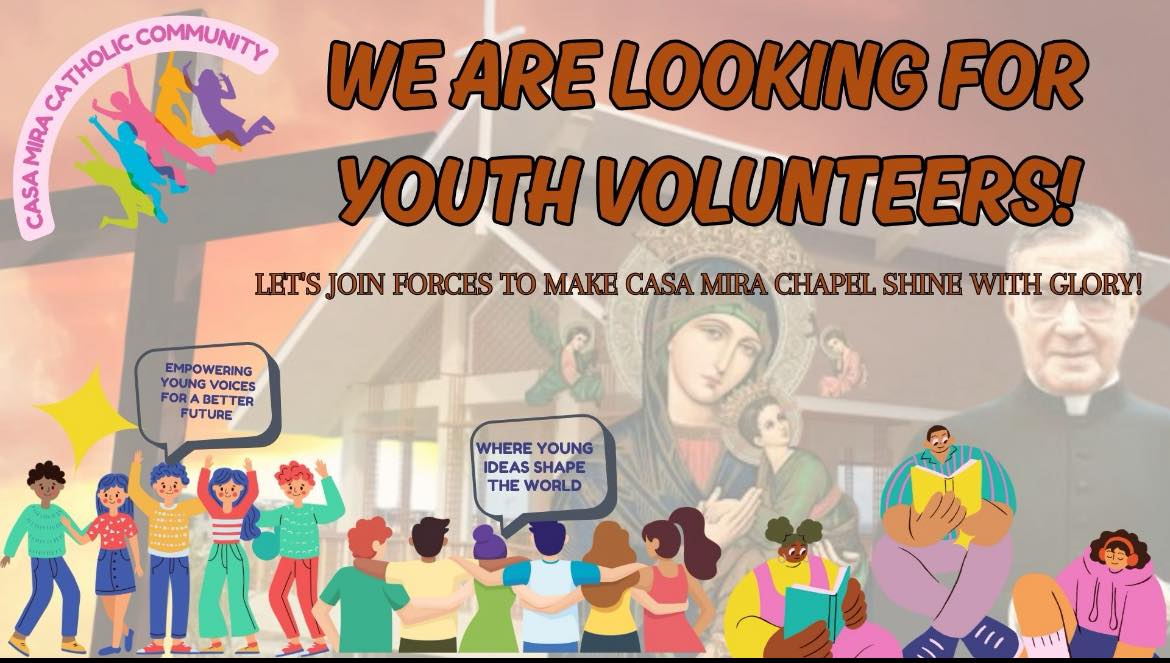 CASA MIRA CATHOLIC COMMUNITY
WE ARE LOOKING FOR
YOUTH VOLUNTEERS!
LET'S JOIN FORCES TO MAKE CASA MIRA CHAPEL SHINE WITH GLORY!
EMPOWERING
YOUNG VOICES
FOR A BETTER
FUTURE
WHERE YOUNG
IDEAS SHAPE
THE WORLD